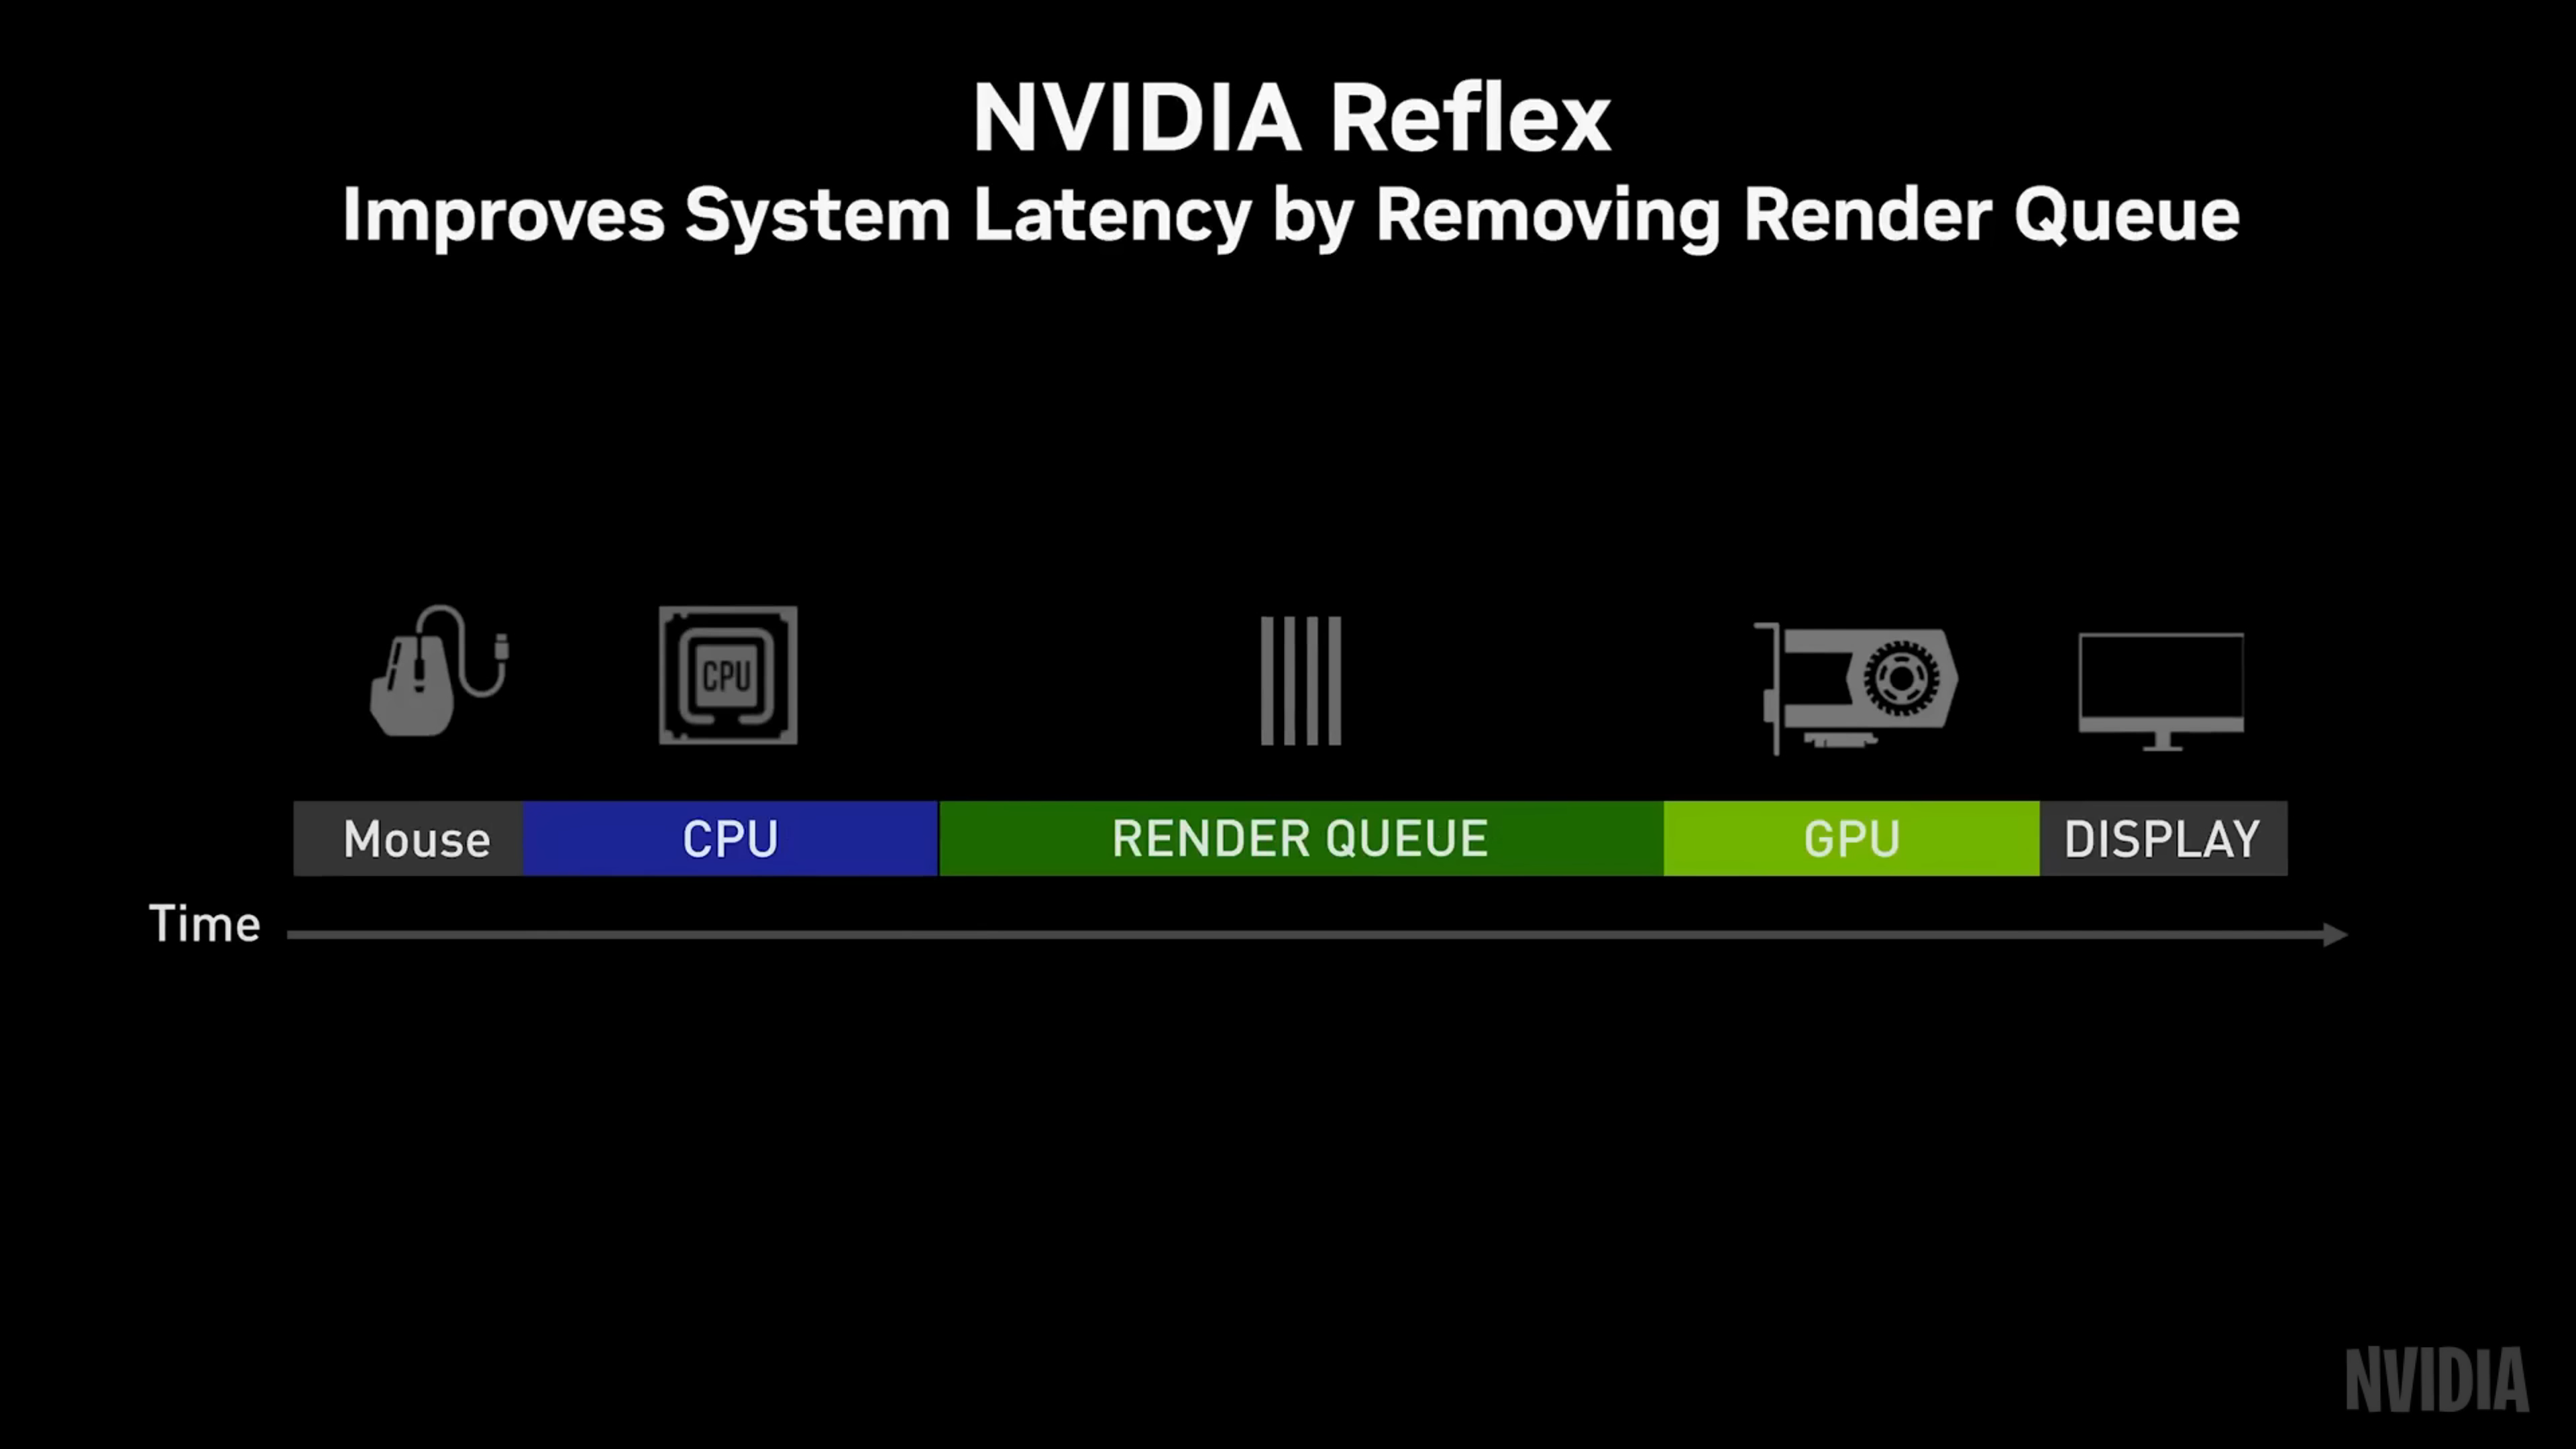 NVIDIA Reflex
Improves System Latency by Removing Render Queue
CPU
Mouse
CPU
RENDER QUEUE
GPU
DISPLAY
Time
NVIDIA